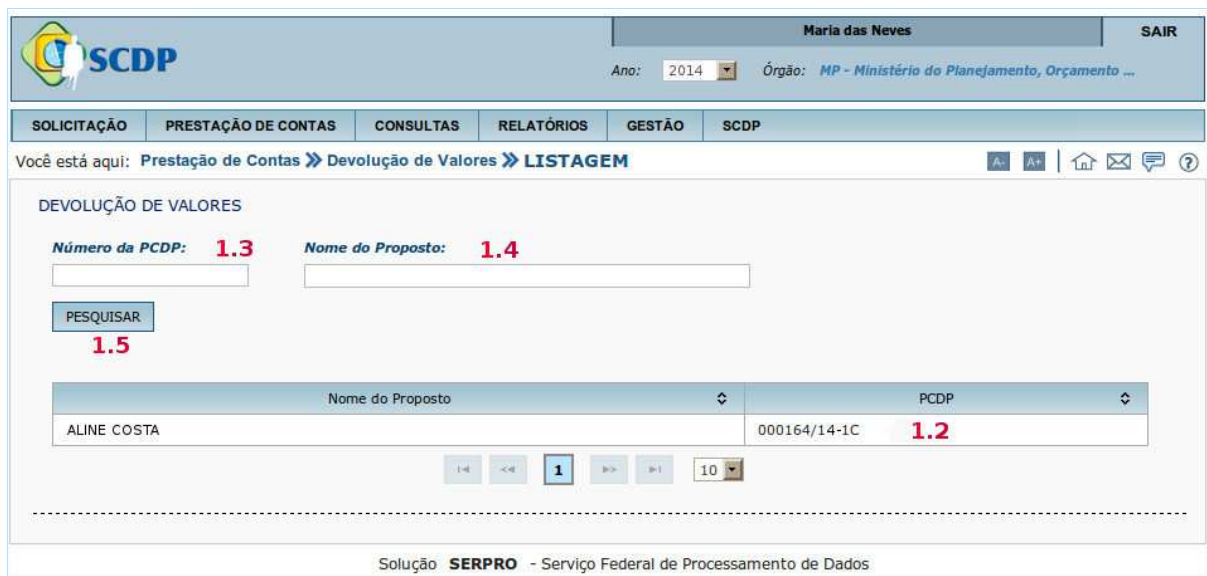 SCDP
Maria das Neves
SAIR
Ano: 2014 Órgão: MP - Ministério do Planejamento, Orçamento ...
SOLICITAÇÃO PRESTAÇÃO DE CONTAS CONSULTAS RELATÓRIOS GESTÃO SCDP
Você está aqui: Prestação de Contas >> Devolução de Valores >> LISTAGEM
A- A+ ?
DEVOLUÇÃO DE VALORES
Número da PCDP: 1.3 Nome do Proposto: 1.4
PESQUISAR
1.5
Nome do Proposto PCDP
ALINE COSTA 000164/14-1C 1.2
1 10
Solução SERPRO - Serviço Federal de Processamento de Dados